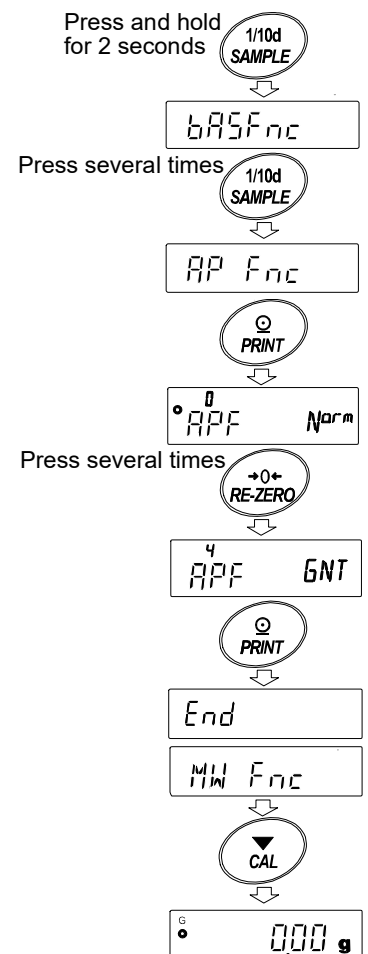 Press and hold
for 2 seconds
1/10d
SAMPLE
bASFnc
Press several times
1/10d
SAMPLE
AP Fnc
PRINT
0
APF Norm
Press several times
→0←
RE-ZERO
4
APF GNT
PRINT
End
MW Fnc
CAL
G
0.00 g